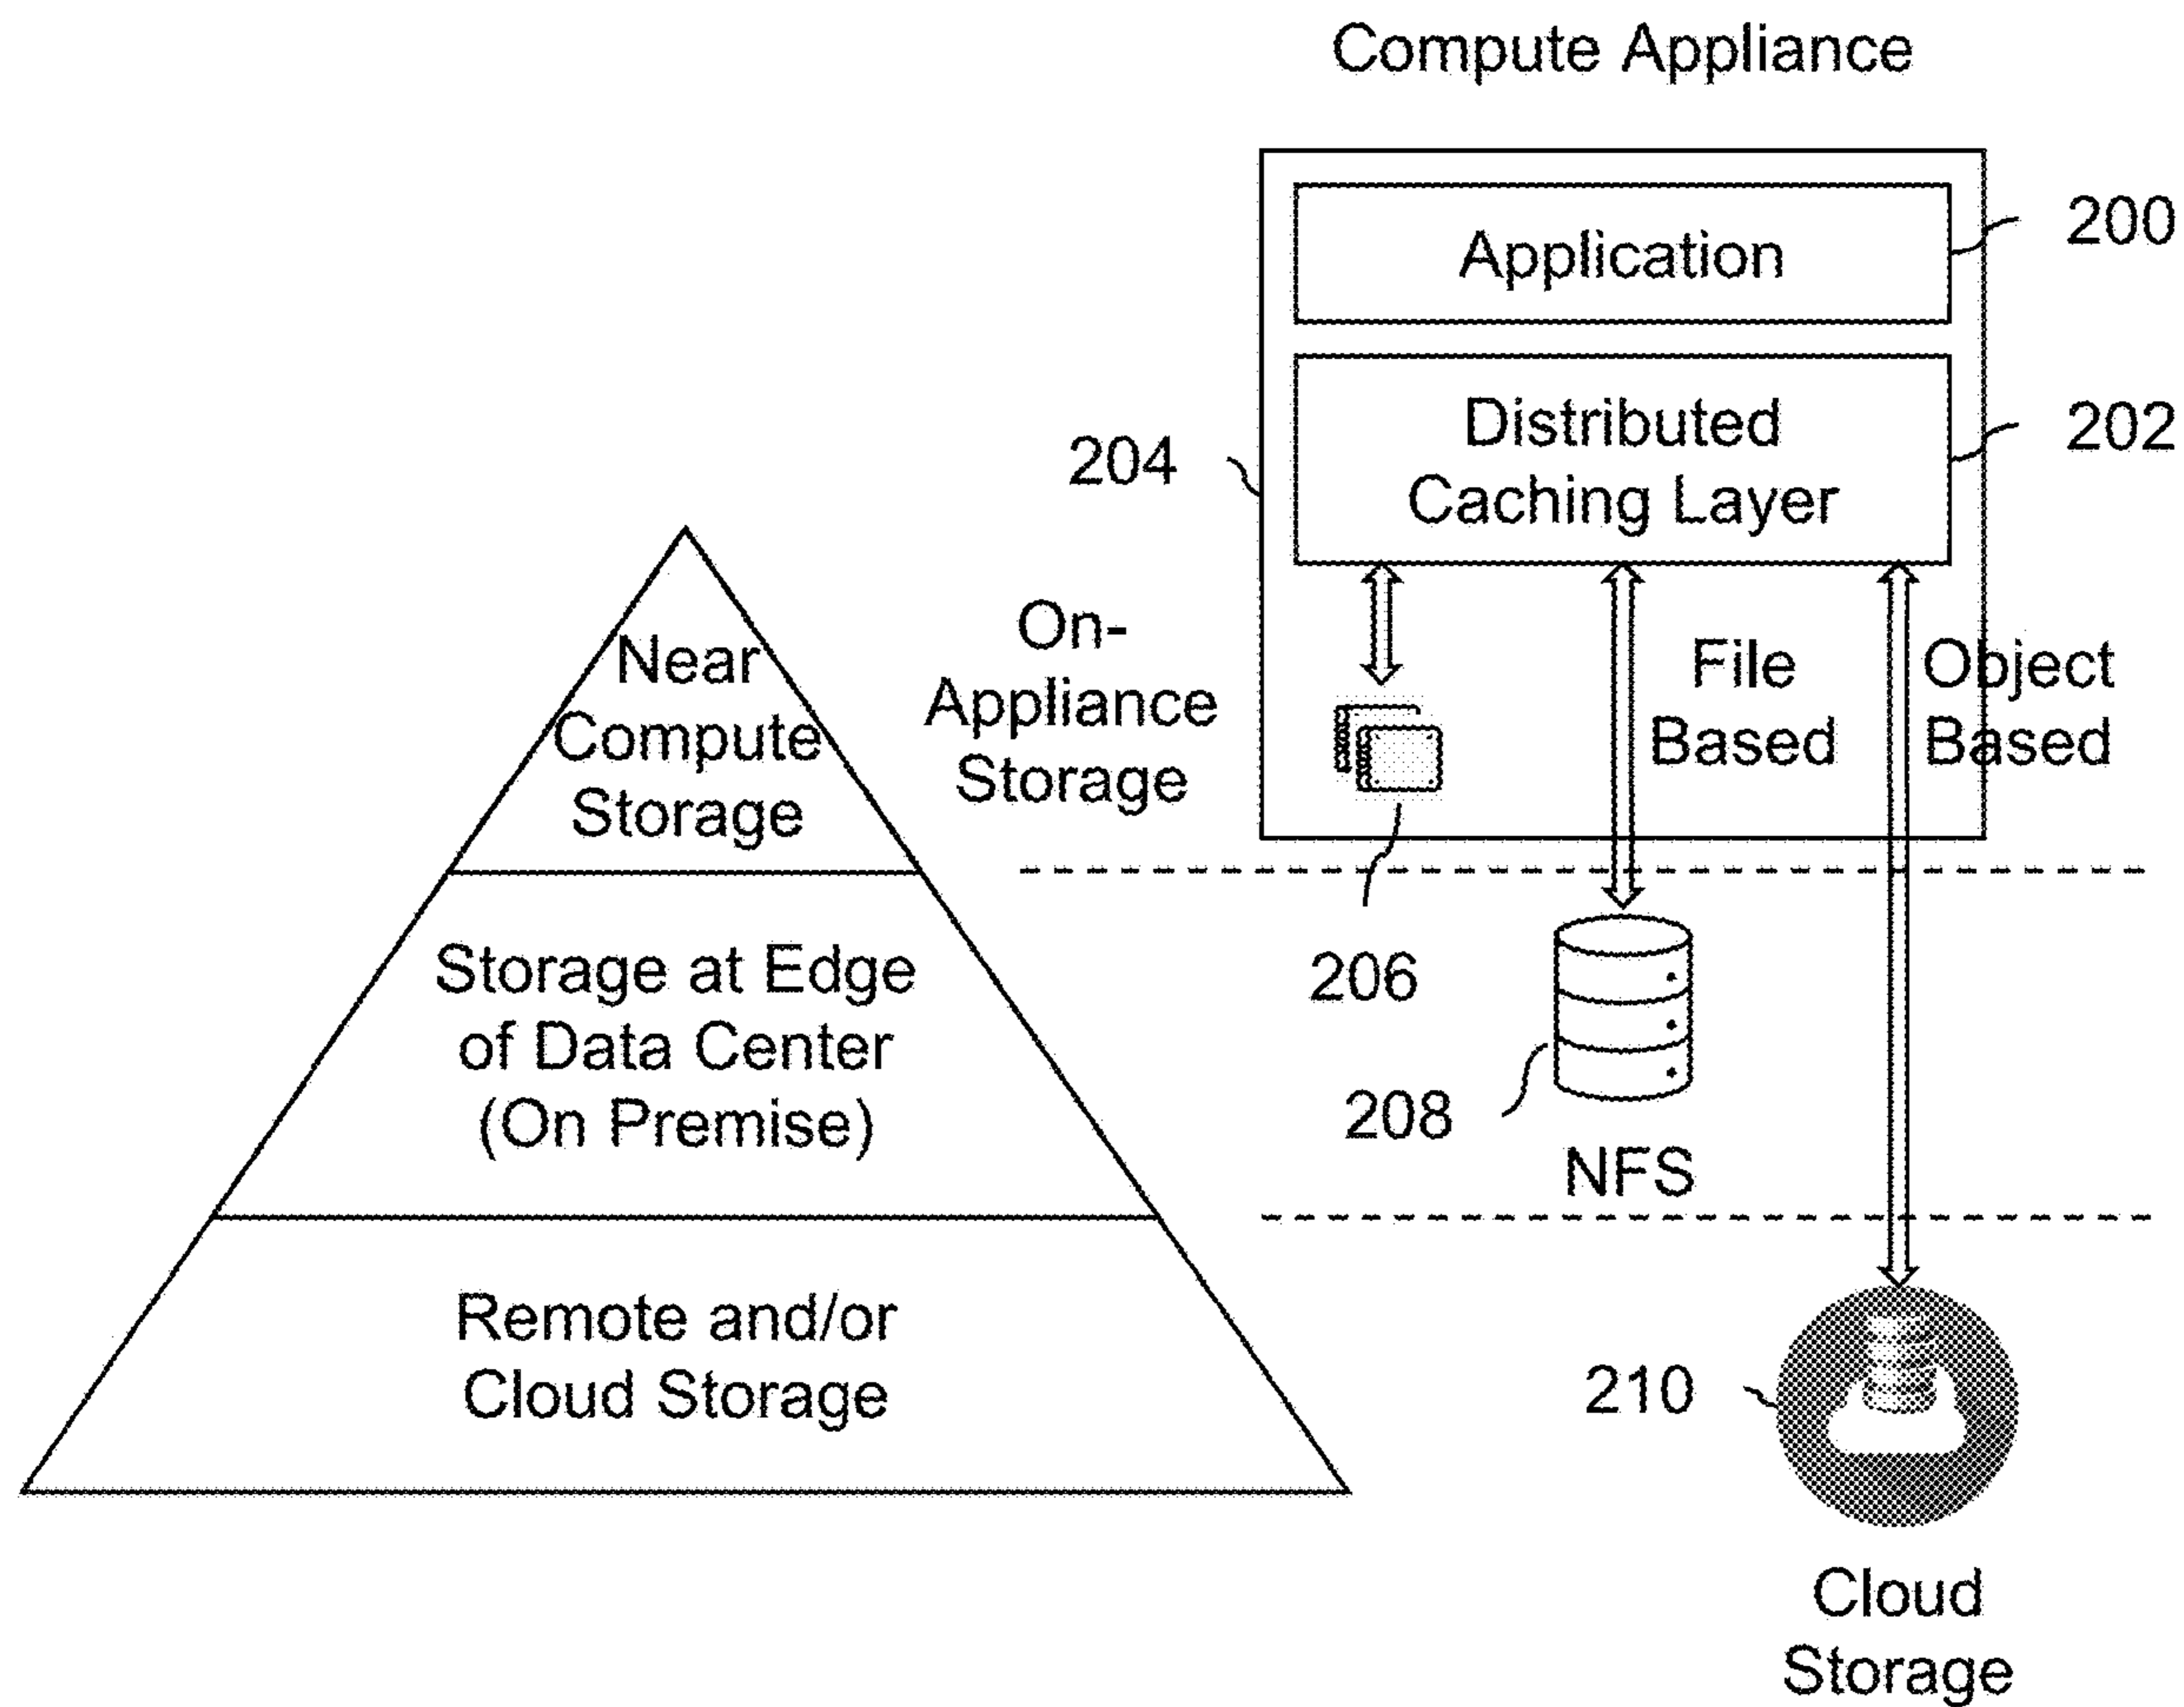 Compute Appliance
Application
200
Distributed
Caching Layer
202
204
On-
Appliance
Storage
File
Based
Object
Based
206
208
NFS
210
Cloud
Storage
Near
Compute
Storage
Storage at Edge
of Data Center
(On Premise)
Remote and/or
Cloud Storage